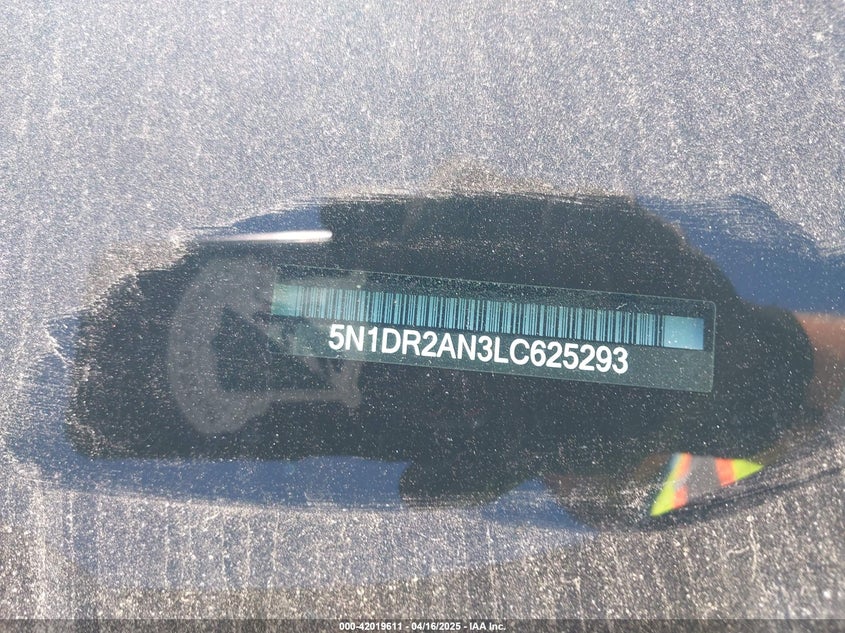 5N1DR2AN3LC625293
000-42019611 - 04/16/2025 - IAA Inc.